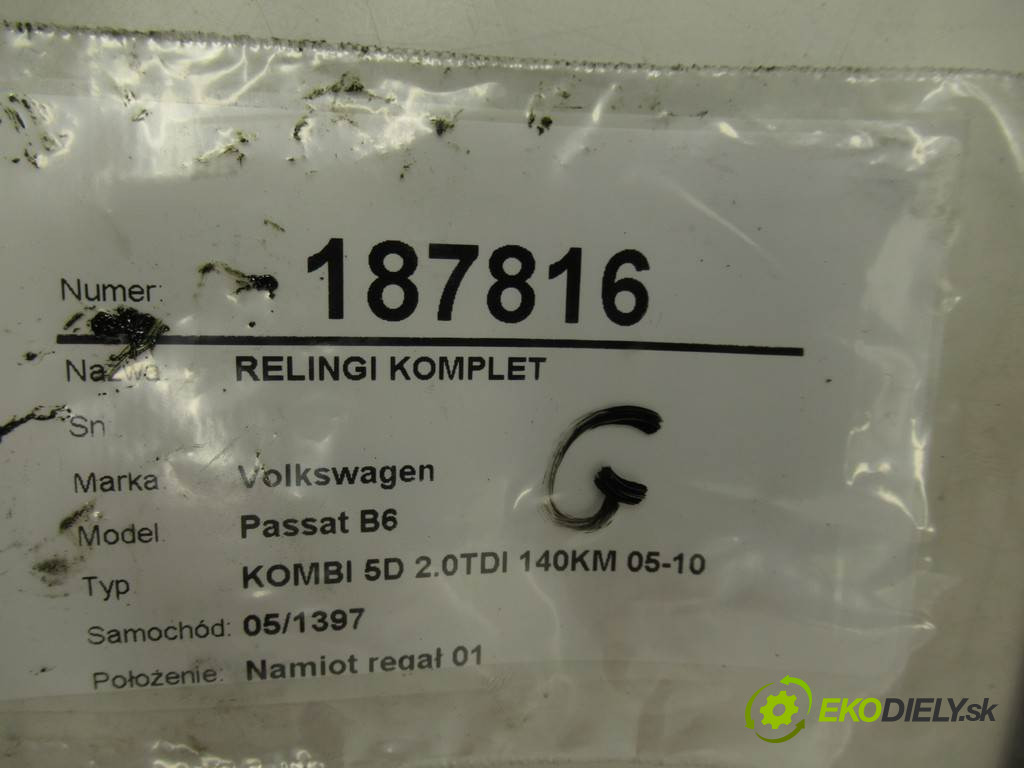 Numer: 187816
Nazwa: RELINGI KOMPLET
Sn
G
Marka: Volkswagen
Model: Passat B6
Typ KOMBI 5D 2.0TDI 140KM 05-10
Samochód: 05/1397
Położenie: Namiot regał 01
EKODIELY.sk